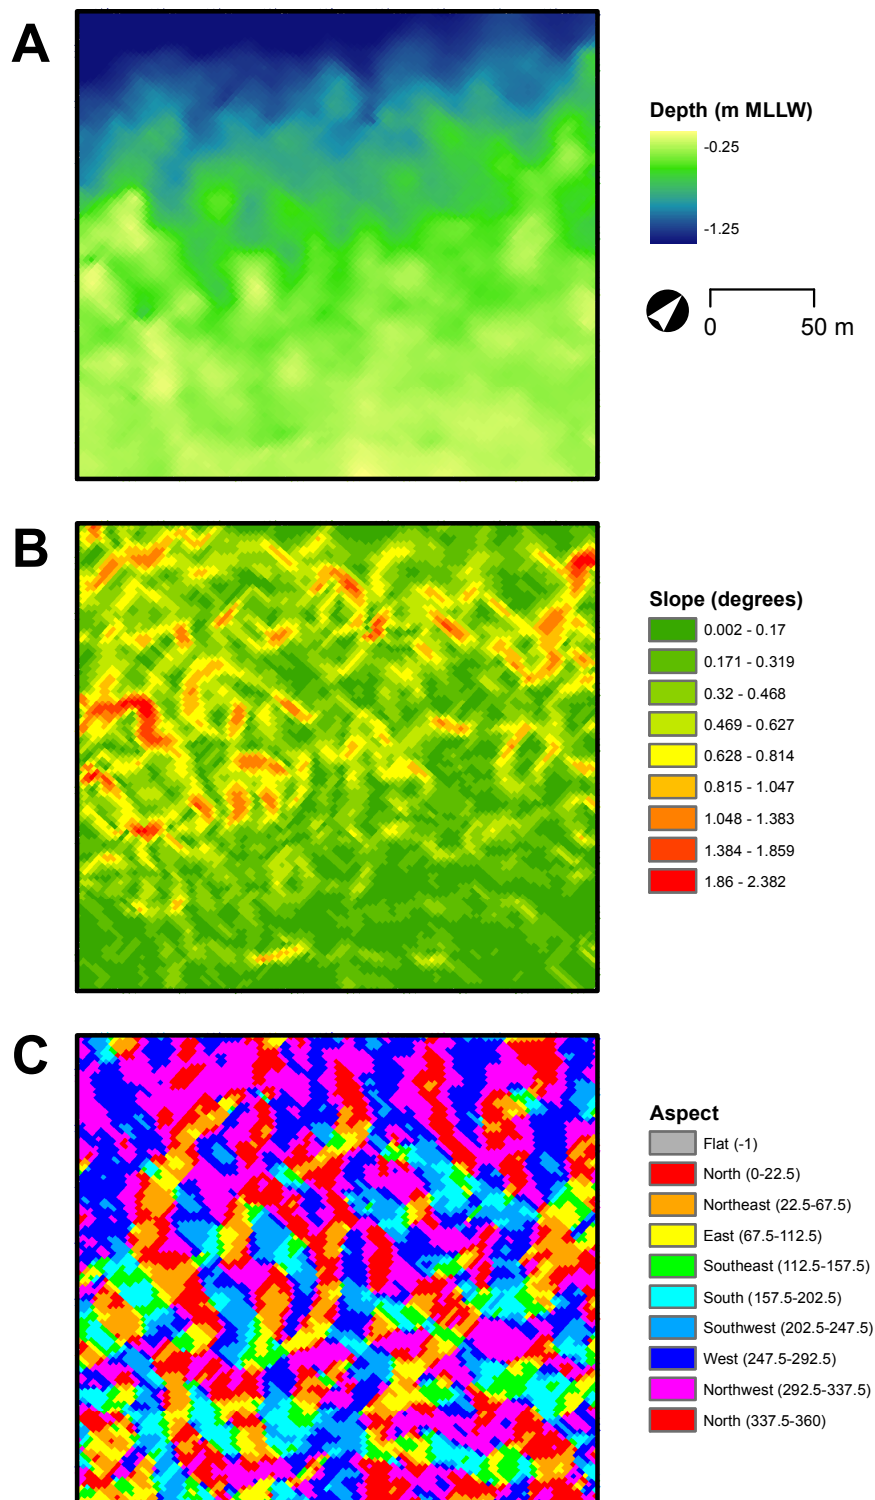 A
Depth (m MLLW)
-0.25
-1.25
0 50 m
B
Slope (degrees)
0.002 - 0.17
0.171 - 0.319
0.32 - 0.468
0.469 - 0.627
0.628 - 0.814
0.815 - 1.047
1.048 - 1.383
1.384 - 1.859
1.86 - 2.382
C
Aspect
Flat (-1)
North (0-22.5)
Northeast (22.5-67.5)
East (67.5-112.5)
Southeast (112.5-157.5)
South (157.5-202.5)
Southwest (202.5-247.5)
West (247.5-292.5)
Northwest (292.5-337.5)
North (337.5-360)